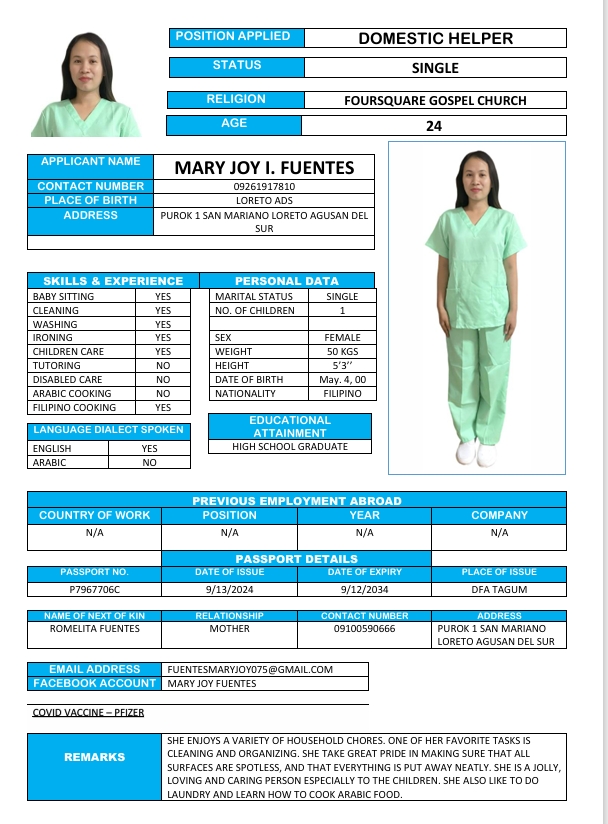 POSITION APPLIED DOMESTIC HELPER
STATUS SINGLE
RELIGION FOURSQUARE GOSPEL CHURCH
AGE 24
APPLICANT NAME MARY JOY I. FUENTES
CONTACT NUMBER 09261917810
PLACE OF BIRTH LORETO ADS
ADDRESS PUROK 1 SAN MARIANO LORETO AGUSAN DEL
SUR
SKILLS & EXPERIENCE PERSONAL DATA
BABY SITTING YES MARITAL STATUS SINGLE
CLEANING YES NO. OF CHILDREN 1
WASHING YES
IRONING YES SEX FEMALE
CHILDREN CARE YES WEIGHT 50 KGS
TUTORING NO HEIGHT 5’3’’
DISABLED CARE NO DATE OF BIRTH May. 4, 00
ARABIC COOKING NO NATIONALITY FILIPINO
FILIPINO COOKING YES
LANGUAGE DIALECT SPOKEN
ENGLISH YES
ARABIC NO
EDUCATIONAL
ATTAINMENT
HIGH SCHOOL GRADUATE
PREVIOUS EMPLOYMENT ABROAD
COUNTRY OF WORK POSITION YEAR COMPANY
N/A N/A N/A N/A
PASSPORT DETAILS
PASSPORT NO. DATE OF ISSUE DATE OF EXPIRY PLACE OF ISSUE
P7967706C 9/13/2024 9/12/2034 DFA TAGUM
NAME OF NEXT OF KIN RELATIONSHIP CONTACT NUMBER ADDRESS
ROMELITA FUENTES MOTHER 09100590666 PUROK 1 SAN MARIANO
LORETO AGUSAN DEL SUR
EMAIL ADDRESS FUENTESMARYJOY075@GMAIL.COM
FACEBOOK ACCOUNT MARY JOY FUENTES
COVID VACCINE – PFIZER
REMARKS
SHE ENJOYS A VARIETY OF HOUSEHOLD CHORES. ONE OF HER FAVORITE TASKS IS
CLEANING AND ORGANIZING. SHE TAKE GREAT PRIDE IN MAKING SURE THAT ALL
SURFACES ARE SPOTLESS, AND THAT EVERYTHING IS PUT AWAY NEATLY. SHE IS A JOLLY,
LOVING AND CARING PERSON ESPECIALLY TO THE CHILDREN. SHE ALSO LIKE TO DO
LAUNDRY AND LEARN HOW TO COOK ARABIC FOOD.